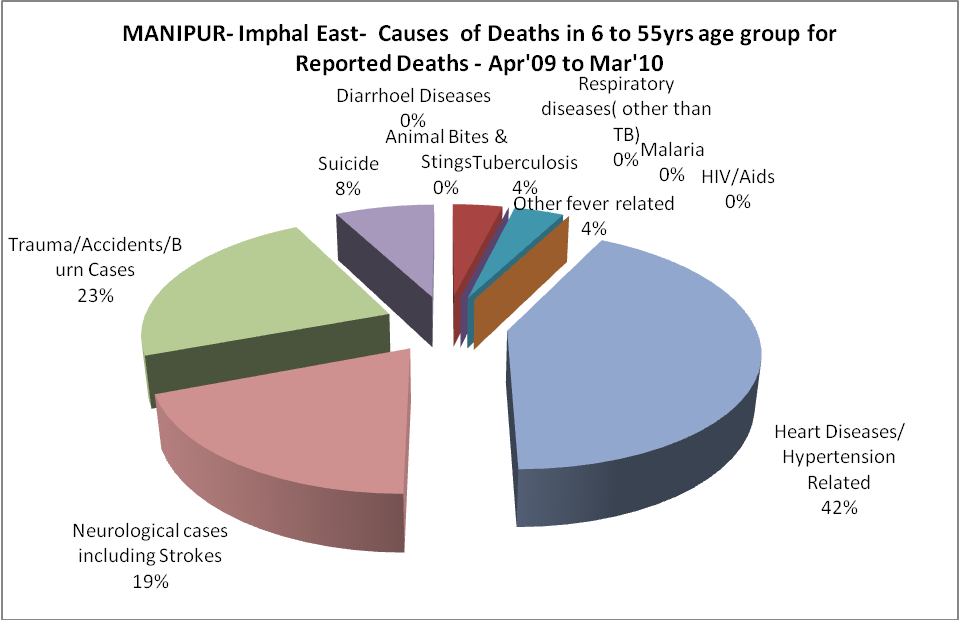 MANIPUR- Imphal East-  Causes  of Deaths in 6 to 55yrs age group for
Reported Deaths - Apr'09 to Mar'10
Diarrhoel Diseases
0%
Animal Bites &
Stings
0%
Suicide
8%
Tuberculosis
4%
Respiratory
diseases( other than
TB)
0%
Malaria
0%
HIV/Aids
0%
Other fever related
4%
Trauma/Accidents/B
urn Cases
23%
Heart Diseases/
Hypertension
Related
42%
Neurological cases
including Strokes
19%